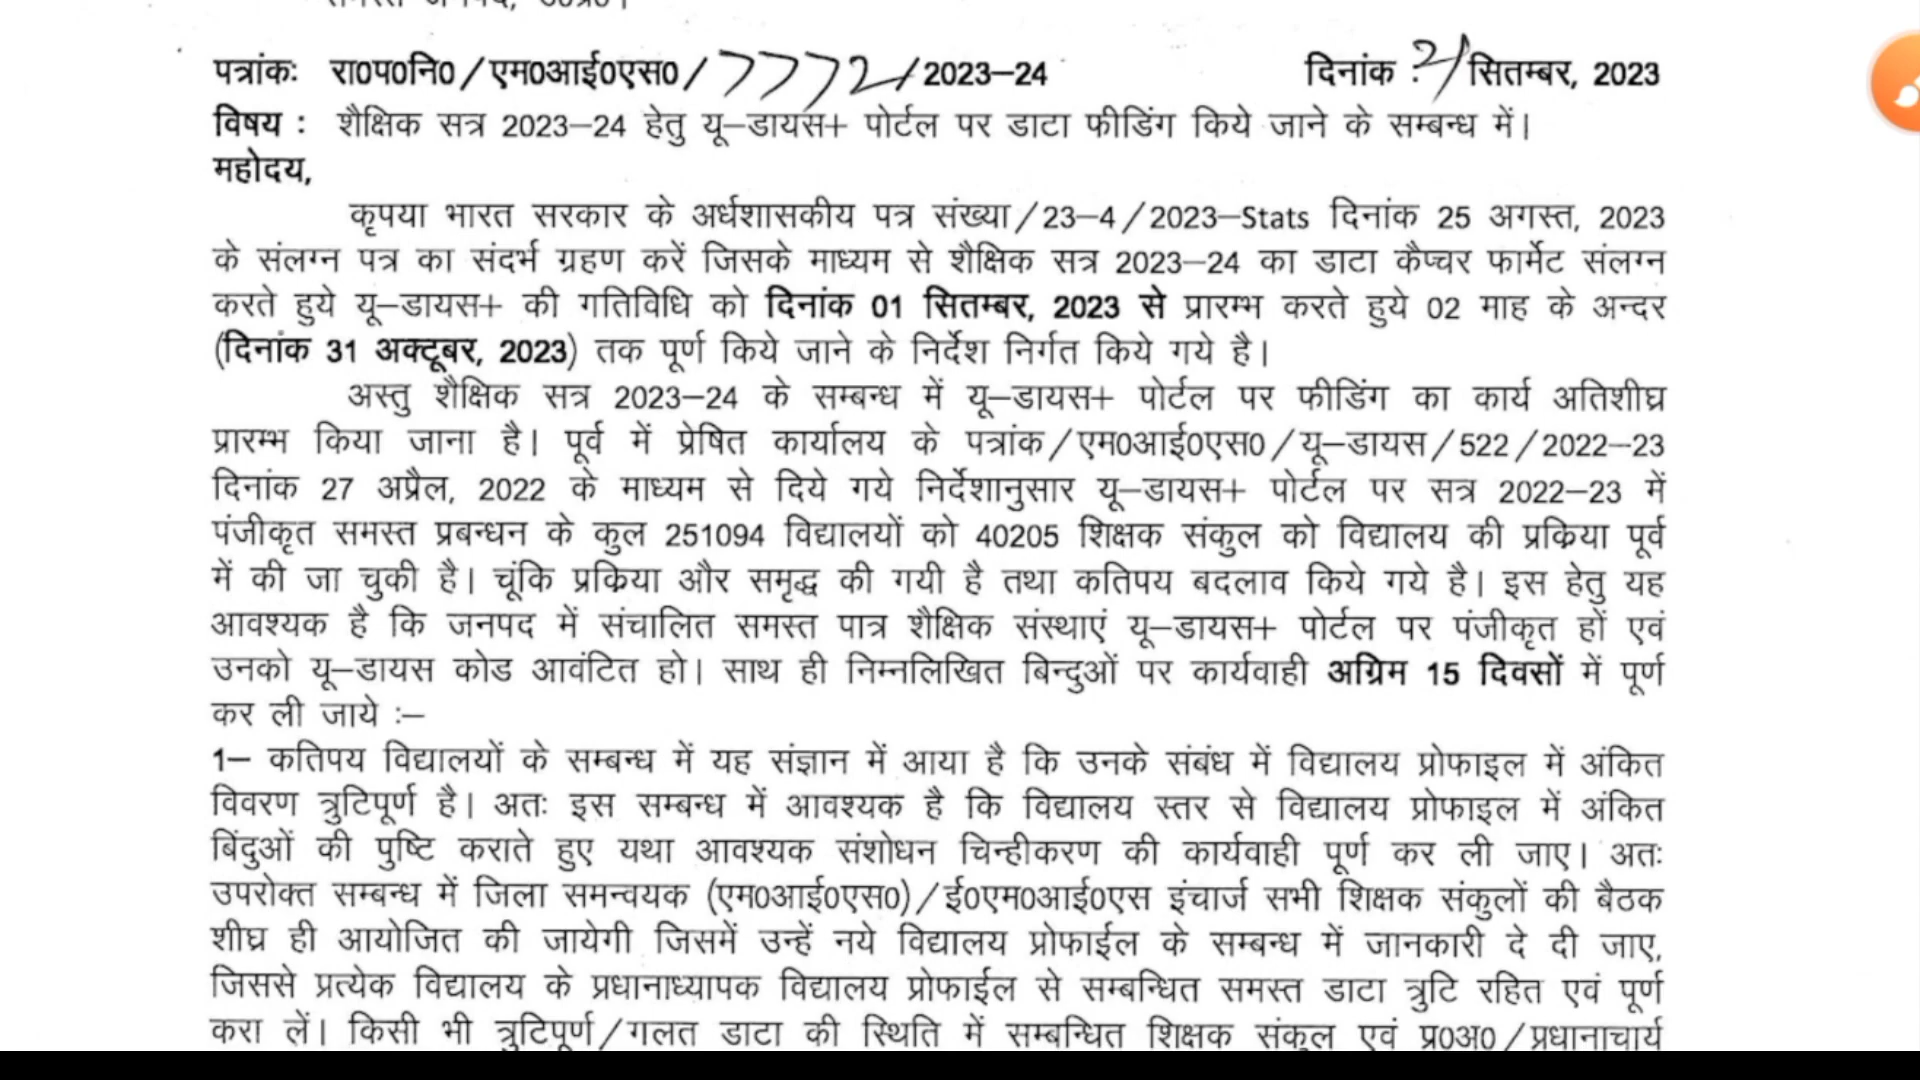 समस्त जनपद, उ0प्र0।
पत्रांकः रा0प0नि0/एम0आई0एस0/7772/2023–24 दिनांक : 2/ सितम्बर, 2023
विषय : शैक्षिक सत्र 2023–24 हेतु यू–डायस+ पोर्टल पर डाटा फीडिंग किये जाने के सम्बन्ध में।
महोदय,
कृपया भारत सरकार के अर्धशासकीय पत्र संख्या/23–4/2023–Stats दिनांक 25 अगस्त, 2023
के संलग्न पत्र का संदर्भ ग्रहण करें जिसके माध्यम से शैक्षिक सत्र 2023–24 का डाटा कैप्चर फार्मेट संलग्न
करते हुये यू–डायस+ की गतिविधि को दिनांक 01 सितम्बर, 2023 से प्रारम्भ करते हुये 02 माह के अन्दर
(दिनांक 31 अक्टूबर, 2023) तक पूर्ण किये जाने के निर्देश निर्गत किये गये है।
अस्तु शैक्षिक सत्र 2023–24 के सम्बन्ध में यू–डायस+ पोर्टल पर फीडिंग का कार्य अतिशीघ्र
प्रारम्भ किया जाना है। पूर्व में प्रेषित कार्यालय के पत्रांक/एम0आई0एस0/यू–डायस/522/2022–23
दिनांक 27 अप्रैल, 2022 के माध्यम से दिये गये निर्देशानुसार यू–डायस+ पोर्टल पर सत्र 2022–23 में
पंजीकृत समस्त प्रबन्धन के कुल 251094 विद्यालयों को 40205 शिक्षक संकुल को विद्यालय की प्रक्रिया पूर्व
में की जा चुकी है। चूंकि प्रक्रिया और समृद्ध की गयी है तथा कतिपय बदलाव किये गये है। इस हेतु यह
आवश्यक है कि जनपद में संचालित समस्त पात्र शैक्षिक संस्थाएं यू–डायस+ पोर्टल पर पंजीकृत हों एवं
उनको यू–डायस कोड आवंटित हो। साथ ही निम्नलिखित बिन्दुओं पर कार्यवाही अग्रिम 15 दिवसों में पूर्ण
कर ली जाये :–
1– कतिपय विद्यालयों के सम्बन्ध में यह संज्ञान में आया है कि उनके संबंध में विद्यालय प्रोफाइल में अंकित
विवरण त्रुटिपूर्ण है। अतः इस सम्बन्ध में आवश्यक है कि विद्यालय स्तर से विद्यालय प्रोफाइल में अंकित
बिंदुओं की पुष्टि कराते हुए यथा आवश्यक संशोधन चिन्हीकरण की कार्यवाही पूर्ण कर ली जाए। अतः
उपरोक्त सम्बन्ध में जिला समन्वयक (एम0आई0एस0)/ई0एम0आई0एस इंचार्ज सभी शिक्षक संकुलों की बैठक
शीघ्र ही आयोजित की जायेगी जिसमें उन्हें नये विद्यालय प्रोफाईल के सम्बन्ध में जानकारी दे दी जाए,
जिससे प्रत्येक विद्यालय के प्रधानाध्यापक विद्यालय प्रोफाईल से सम्बन्धित समस्त डाटा त्रुटि रहित एवं पूर्ण
करा लें। किसी भी त्रुटिपूर्ण/गलत डाटा की स्थिति में सम्बन्धित शिक्षक संकुल एवं प्र0अ0/प्रधानाचार्य